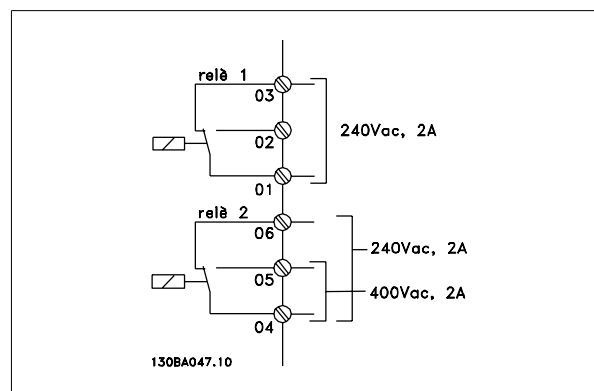 relè 1
03
02
240Vac, 2A
01
relè 2
06
240Vac, 2A
05
400Vac, 2A
04
130BA047.10